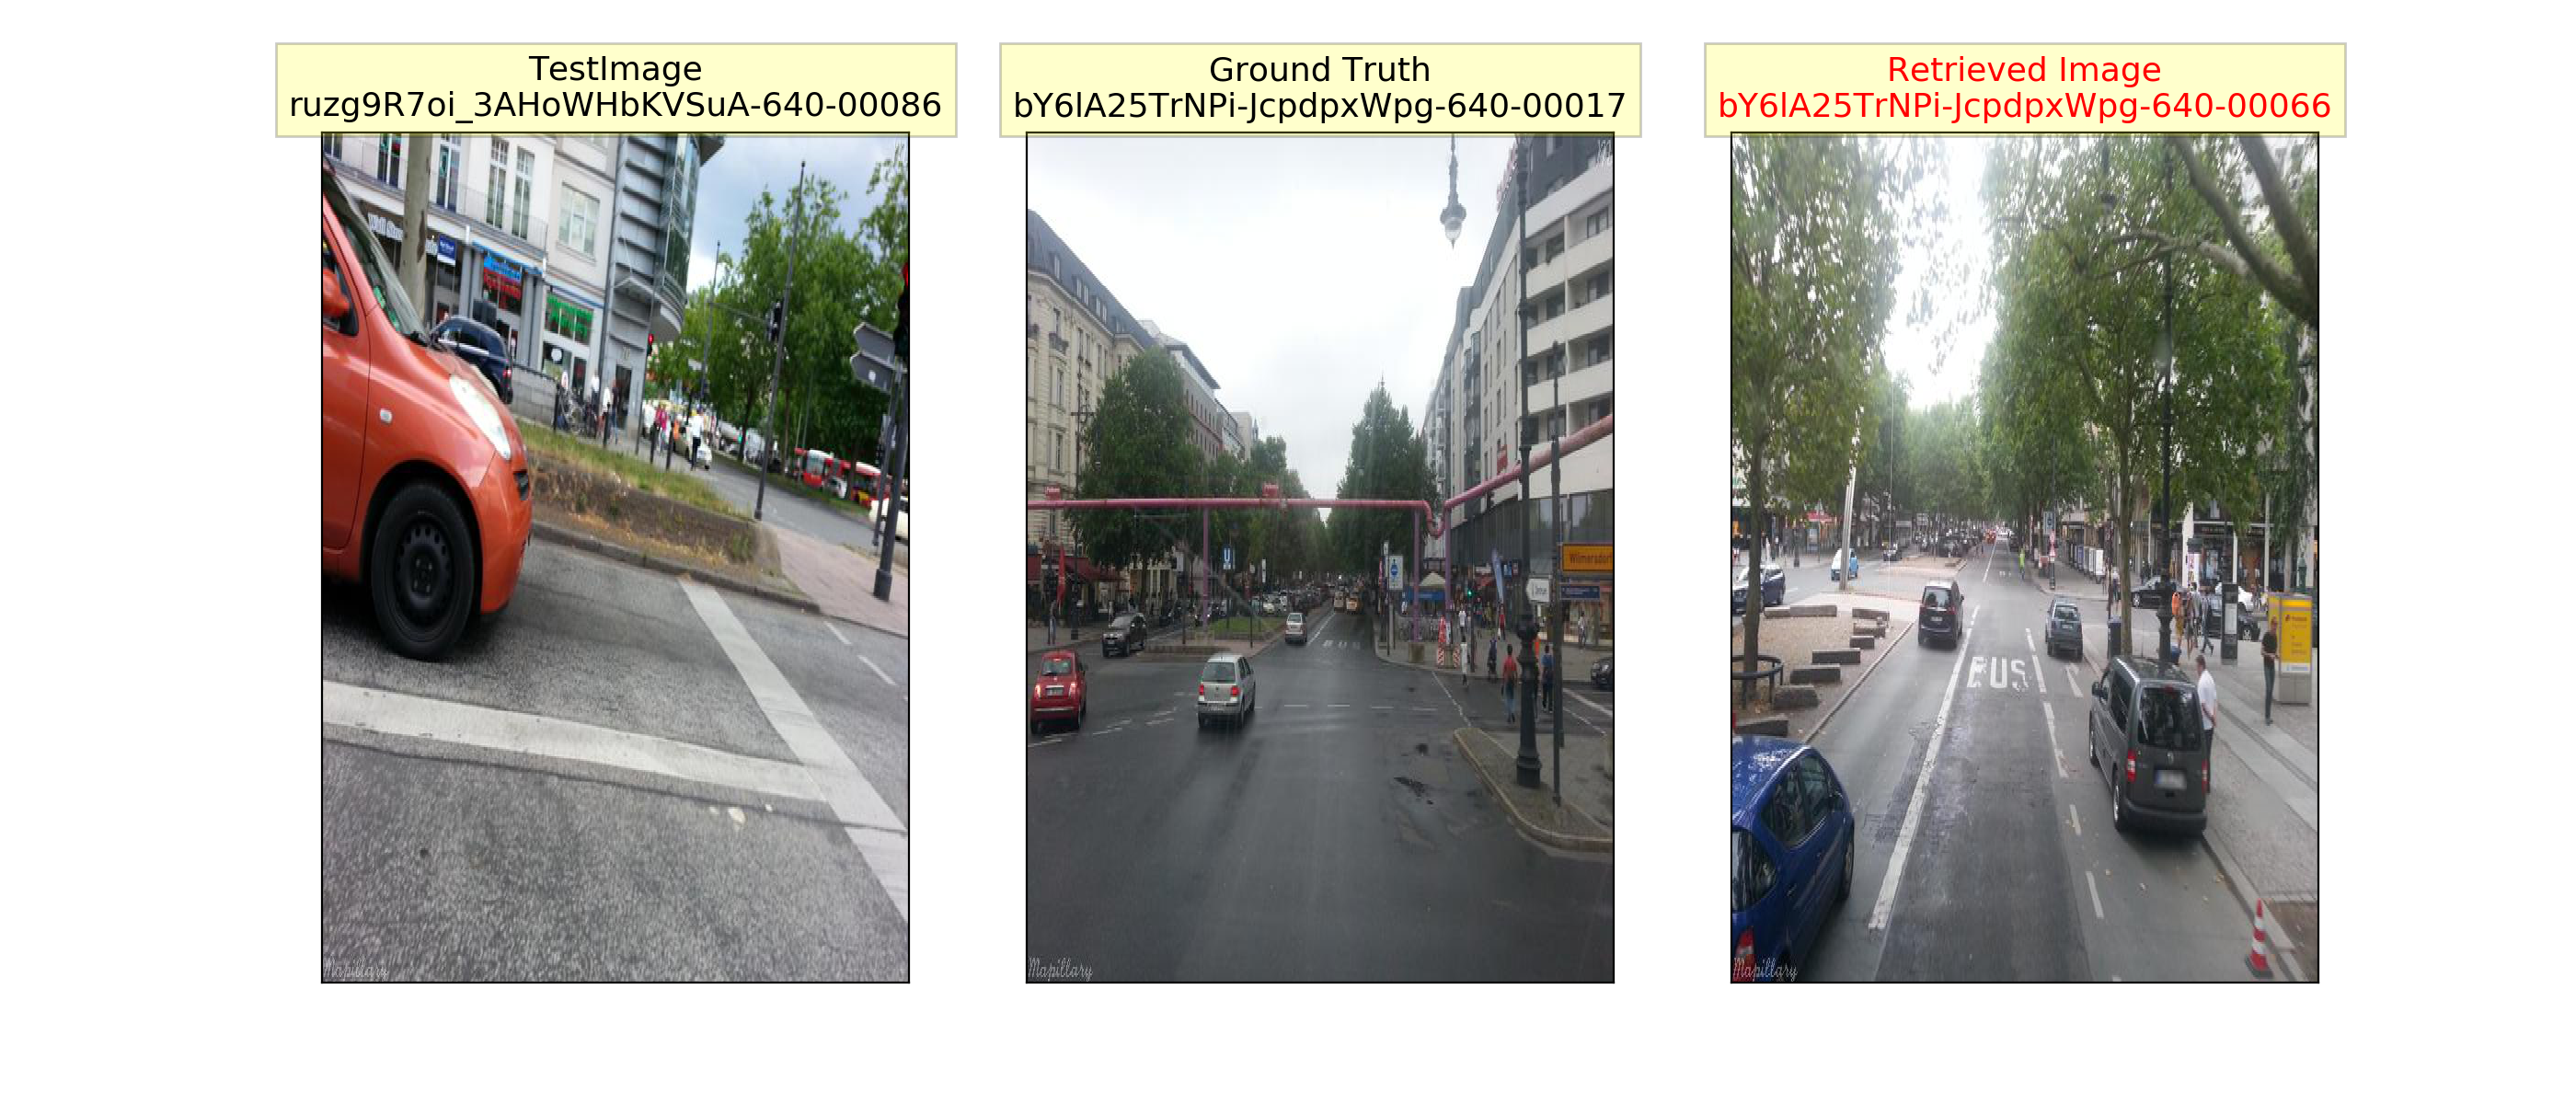 TestImage
ruzg9R7oi_3AHoWHbKVSuA-640-00086
Ground Truth
bY6lA25TrNPi-JcpdpxWpg-640-00017
Retrieved Image
bY6lA25TrNPi-JcpdpxWpg-640-00066
U
Wilmersdorf
BUS
Mapillary
Mapillary
Mapillary